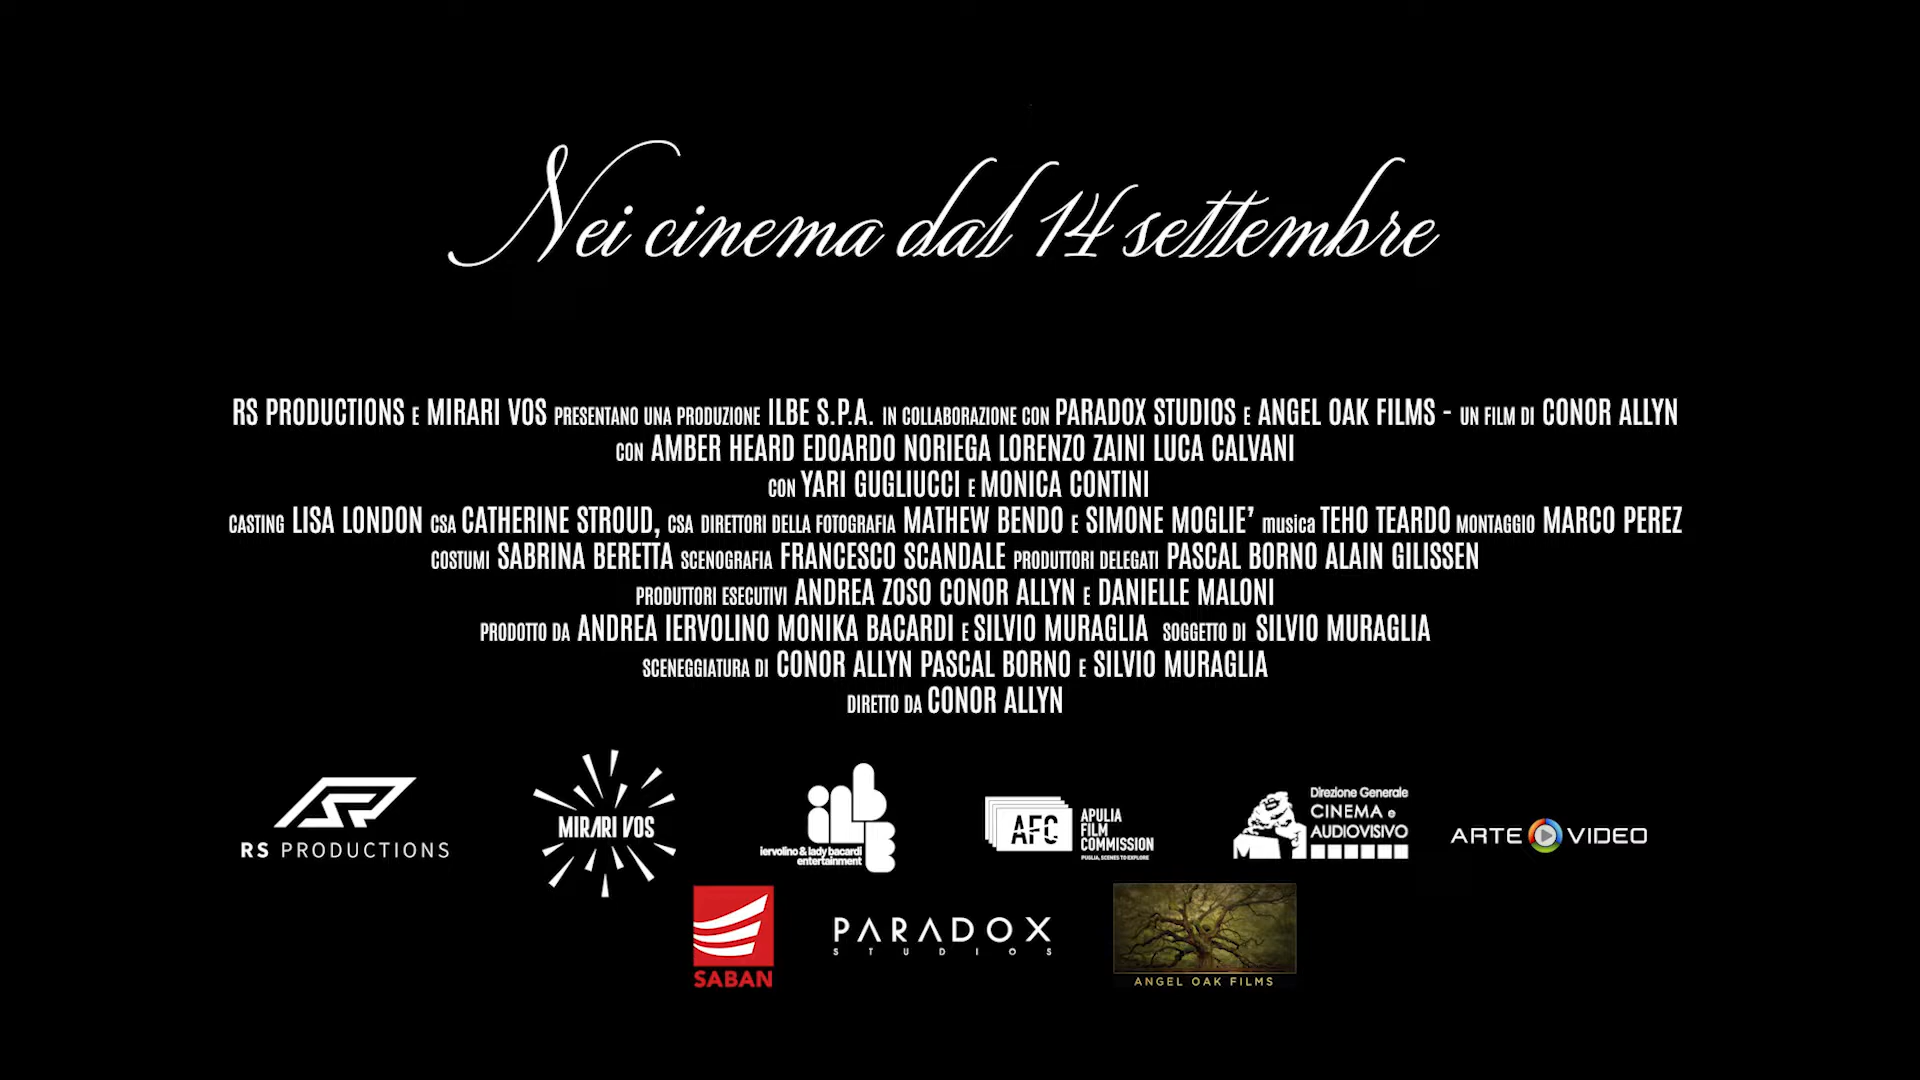 Nei cinema dal 14 settembre
RS PRODUCTIONS E MIRARI VOS PRESENTANO UNA PRODUZIONE ILBE S.P.A. IN COLLABORAZIONE CON PARADOX STUDIOS E ANGEL OAK FILMS - UN FILM DI CONOR ALLYN
CON AMBER HEARD EDOARDO NORIEGA LORENZO ZAINI LUCA CALVANI
CON YARI GUGLIUCCI E MONICA CONTINI
CASTING LISA LONDON CSA CATHERINE STROUD, CSA DIRETTORI DELLA FOTOGRAFIA MATHEW BENDO E SIMONE MOGLIE’ musica TEHO TEARDO MONTAGGIO MARCO PEREZ
COSTUMI SABRINA BERETTA SCENOGRAFIA FRANCESCO SCANDALE PRODUTTORI DELEGATI PASCAL BORNO ALAIN GILISSEN
PRODUTTORI ESECUTIVI ANDREA ZOSO CONOR ALLYN E DANIELLE MALONI
PRODOTTO DA ANDREA IERVOLINO MONIKA BACARDI E SILVIO MURAGLIA SOGGETTO DI SILVIO MURAGLIA
SCENEGGIATURA DI CONOR ALLYN PASCAL BORNO E SILVIO MURAGLIA
DIRETTO DA CONOR ALLYN
RS PRODUCTIONS
MIRARI VOS
iLBE
iervolino & lady bacardi
entertainment
AFC
APULIA
FILM
COMMISSION
PUGLIA, SCENES TO EXPLORE
Direzione Generale
CINEMA e
AUDIOVISIVO
ARTE VIDEO
SABAN
PARADOX
STUDIOS
ANGEL OAK FILMS